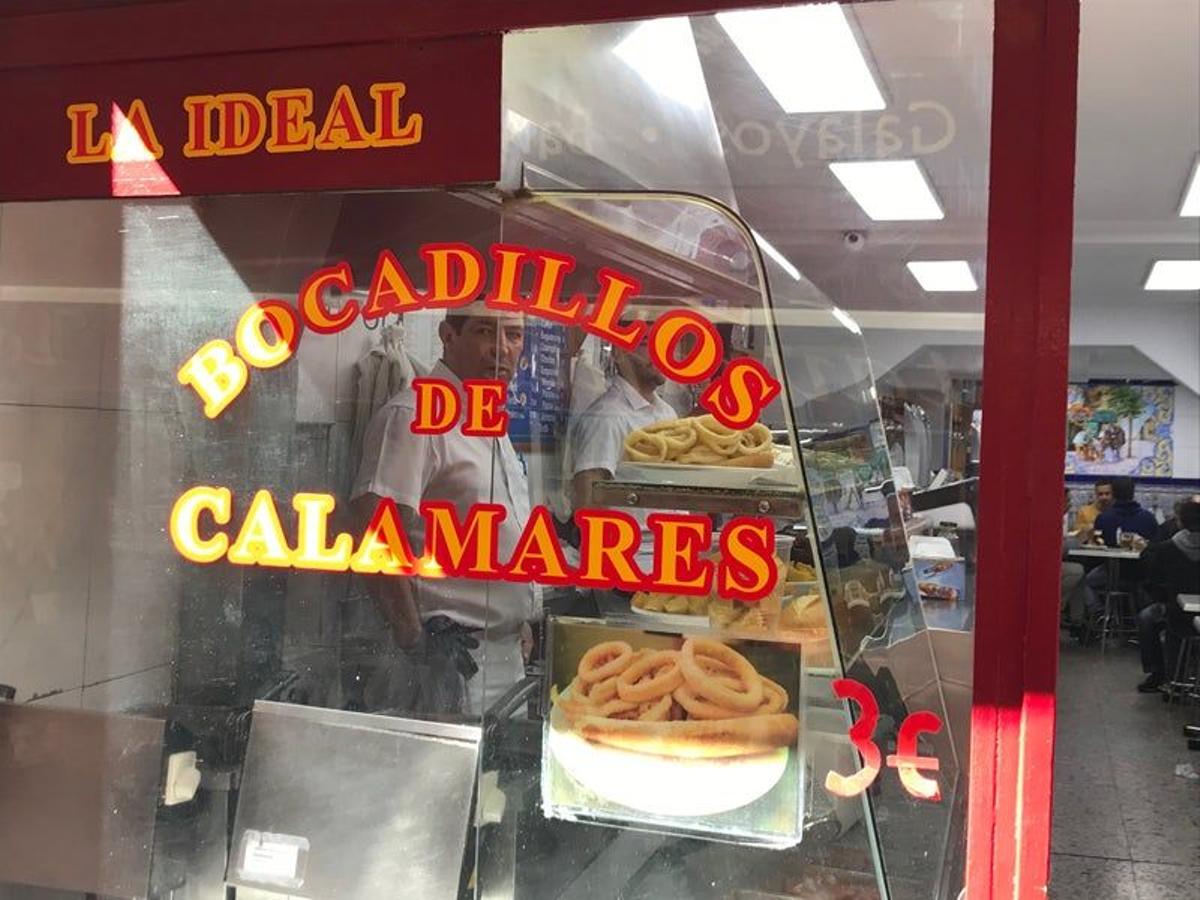 LA IDEAL
BOCADILLOS
DE
CALAMARES
3€